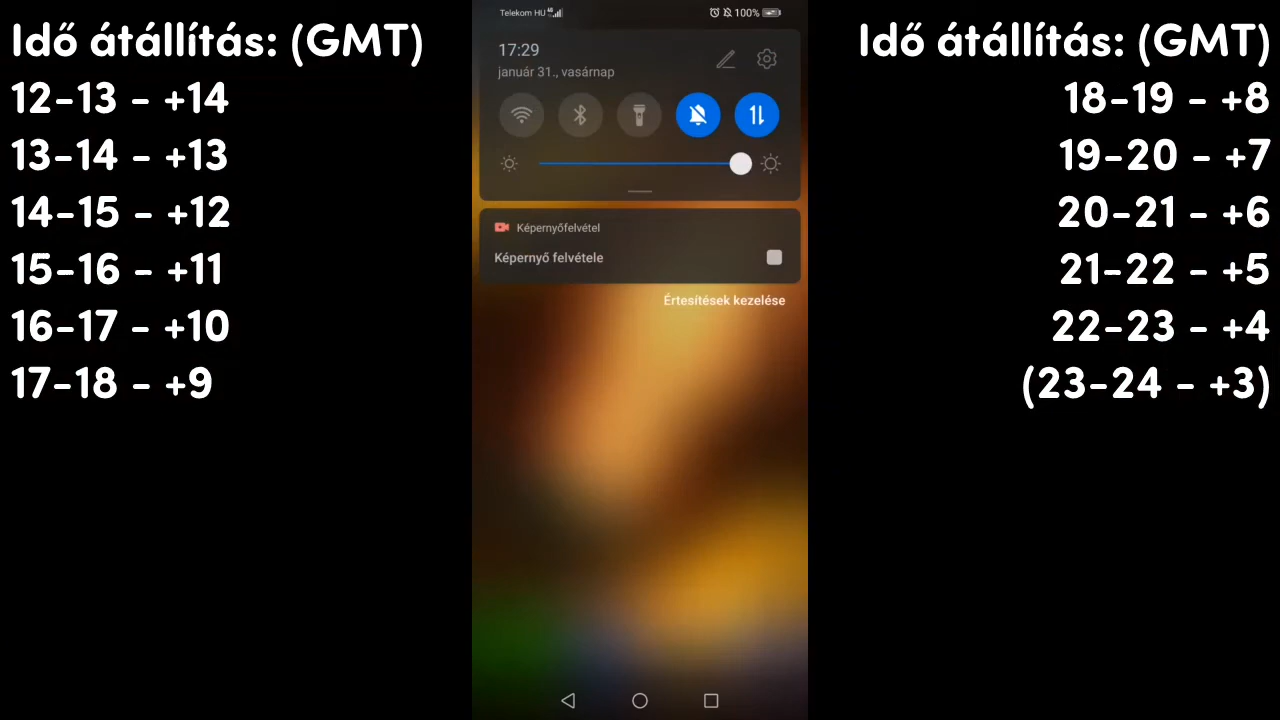 Idő átállítás: (GMT)
12-13 - +14
13-14 - +13
14-15 - +12
15-16 - +11
16-17 - +10
17-18 - +9
Telekom HU 4G
100%
17:29
január 31., vasárnap
Képernyőfelvétel
Képernyő felvétele
Értesítések kezelése
Idő átállítás: (GMT)
18-19 - +8
19-20 - +7
20-21 - +6
21-22 - +5
22-23 - +4
(23-24 - +3)